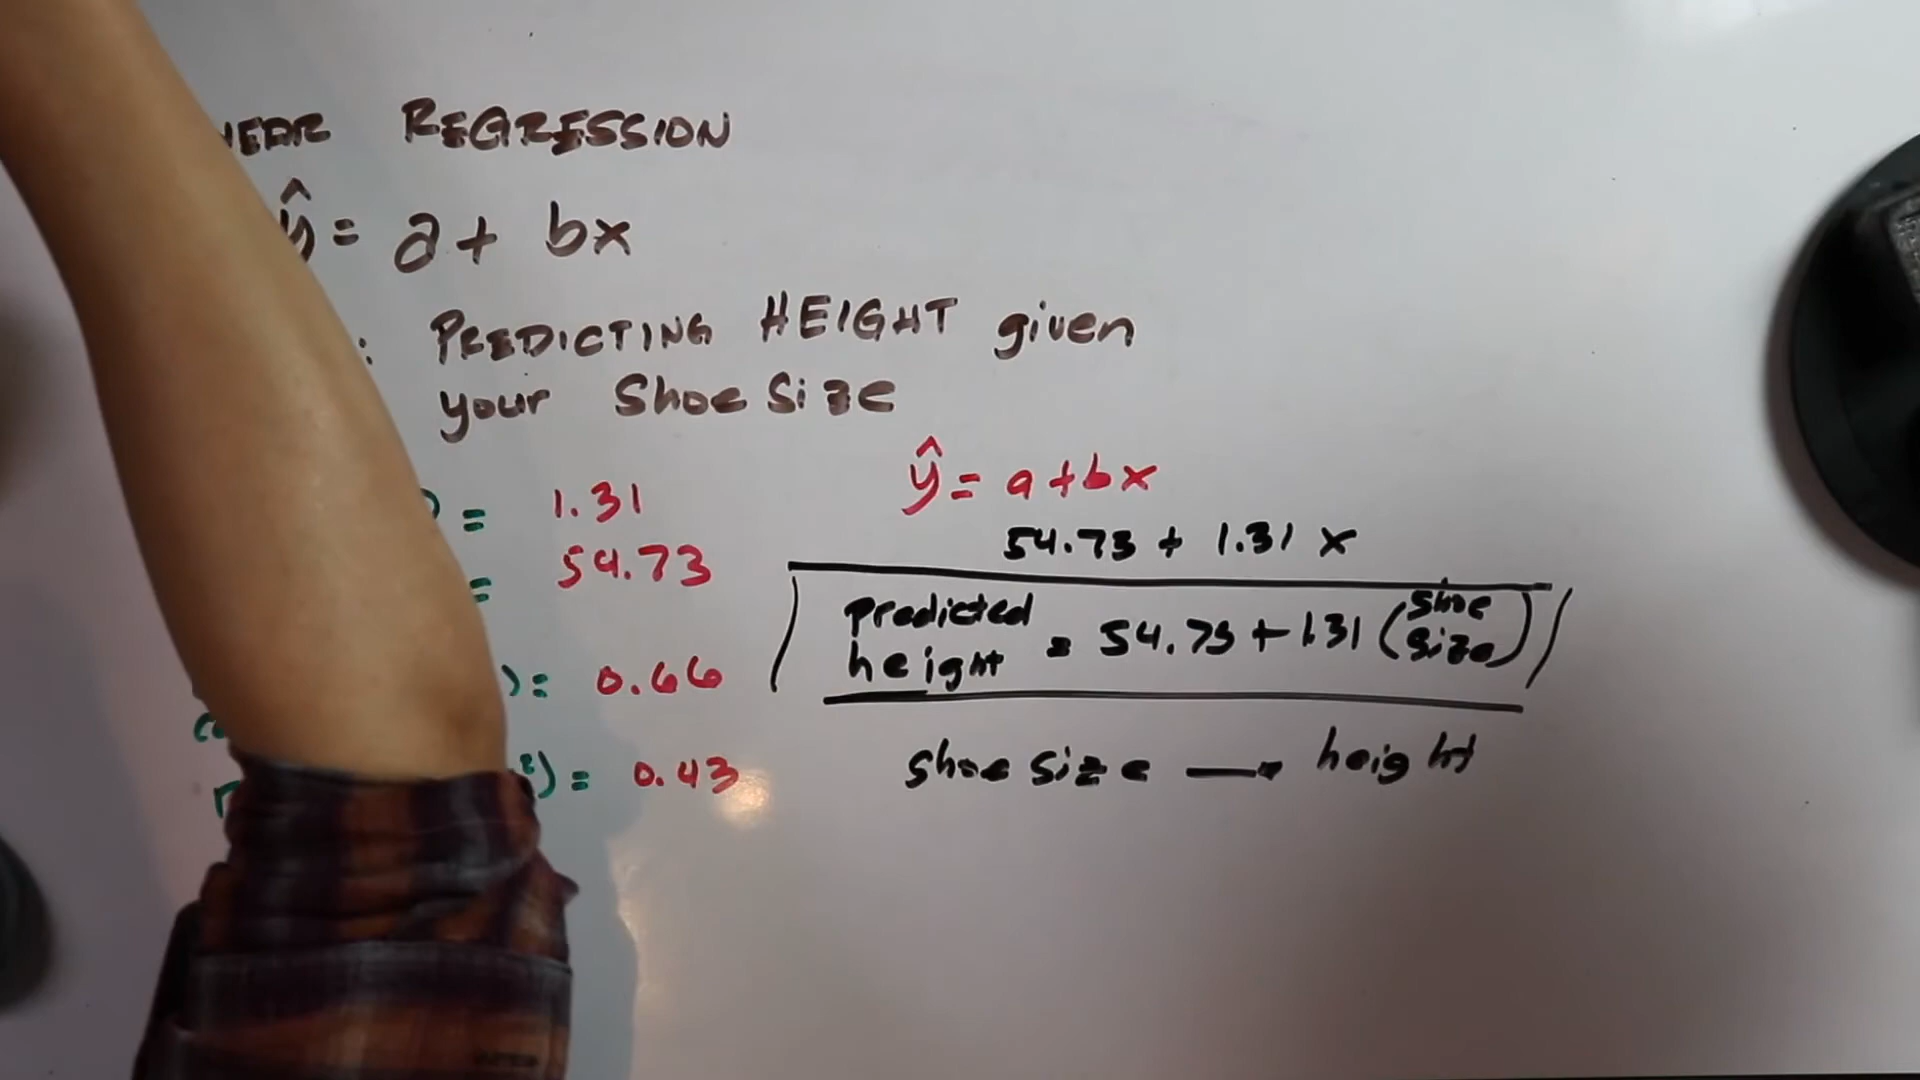 REGRESSION
ŷ = a + bx
: PREDICTING HEIGHT given
your Shoe Size
) = 1.31
= 54.73
): 0.66
²) = 0.43
ŷ = a + bx
54.73 + 1.31 x
predicted height = 54.73 + 1.31 (shoe size)
shoe size → height